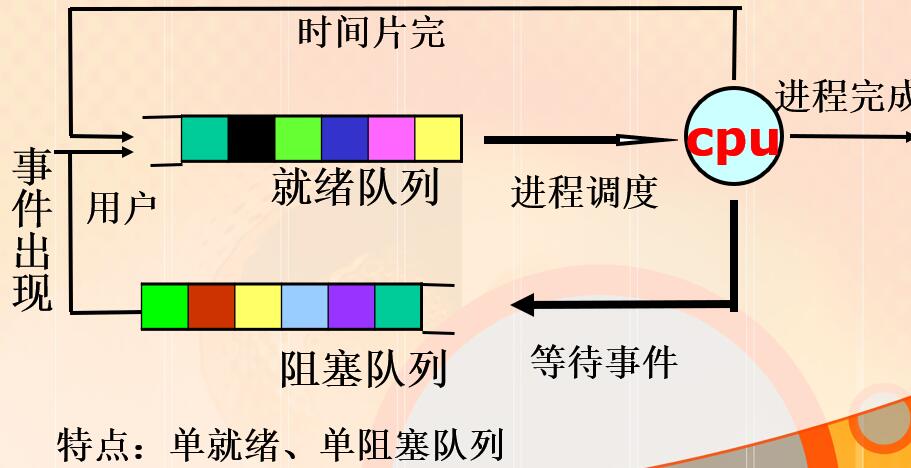 时间片完
进程完成
cpu
事件出现
用户
就绪队列
进程调度
阻塞队列
等待事件
特点：单就绪、单阻塞队列